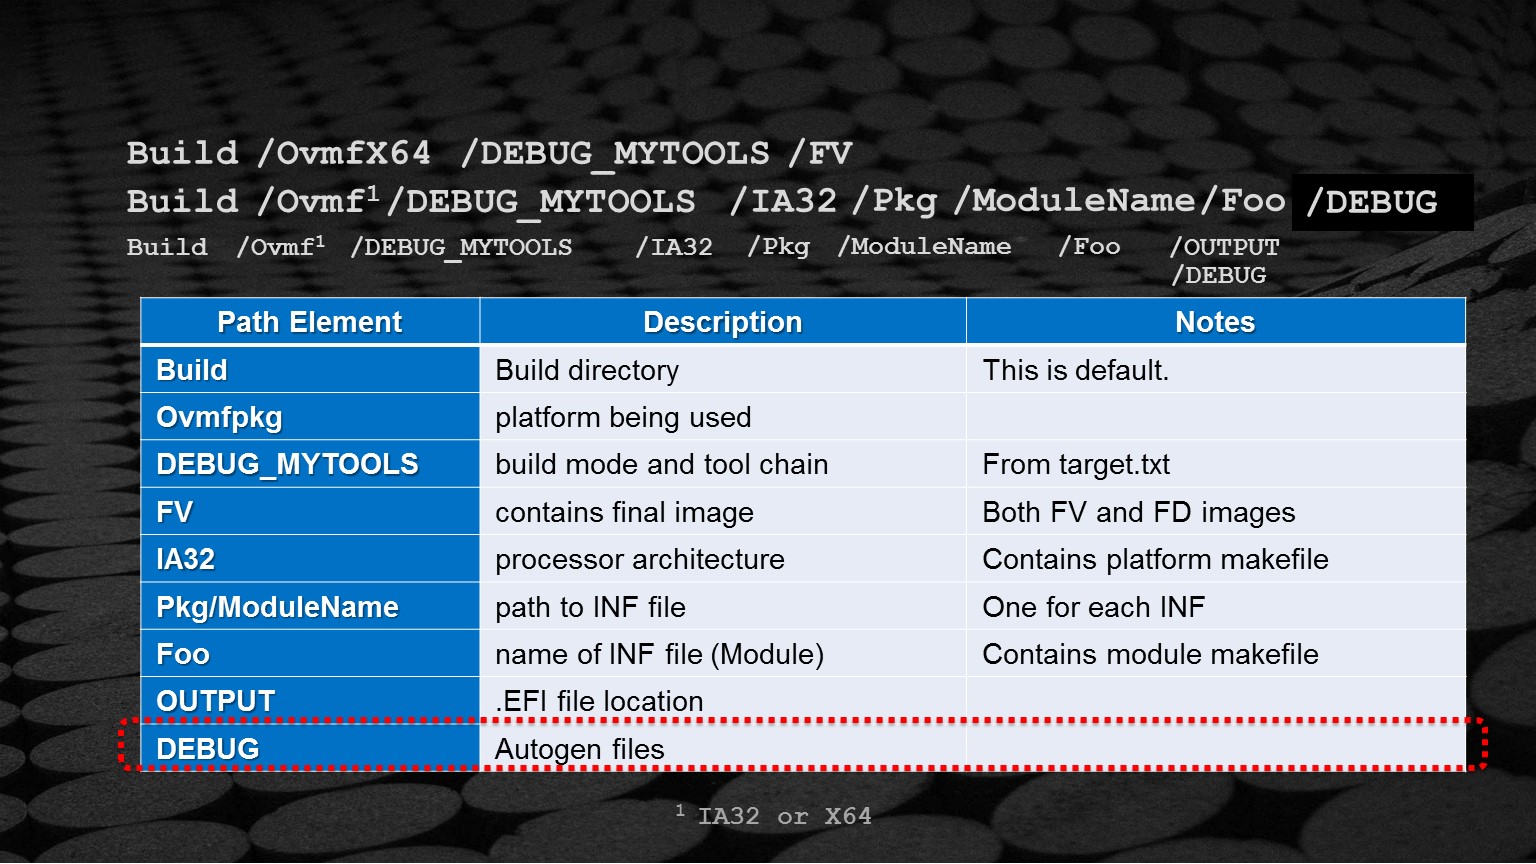 Build /OvmfX64 /DEBUG_MYTOOLS /FV
Build /Ovmf¹/DEBUG_MYTOOLS /IA32 /Pkg /ModuleName/Foo /DEBUG
Build /Ovmf¹ /DEBUG_MYTOOLS /IA32 /Pkg /ModuleName /Foo /OUTPUT
/DEBUG
Path Element Description Notes
Build Build directory This is default.
Ovmfpkg platform being used
DEBUG_MYTOOLS build mode and tool chain From target.txt
FV contains final image Both FV and FD images
IA32 processor architecture Contains platform makefile
Pkg/ModuleName path to INF file One for each INF
Foo name of INF file (Module) Contains module makefile
OUTPUT .EFI file location
DEBUG Autogen files
¹ IA32 or X64